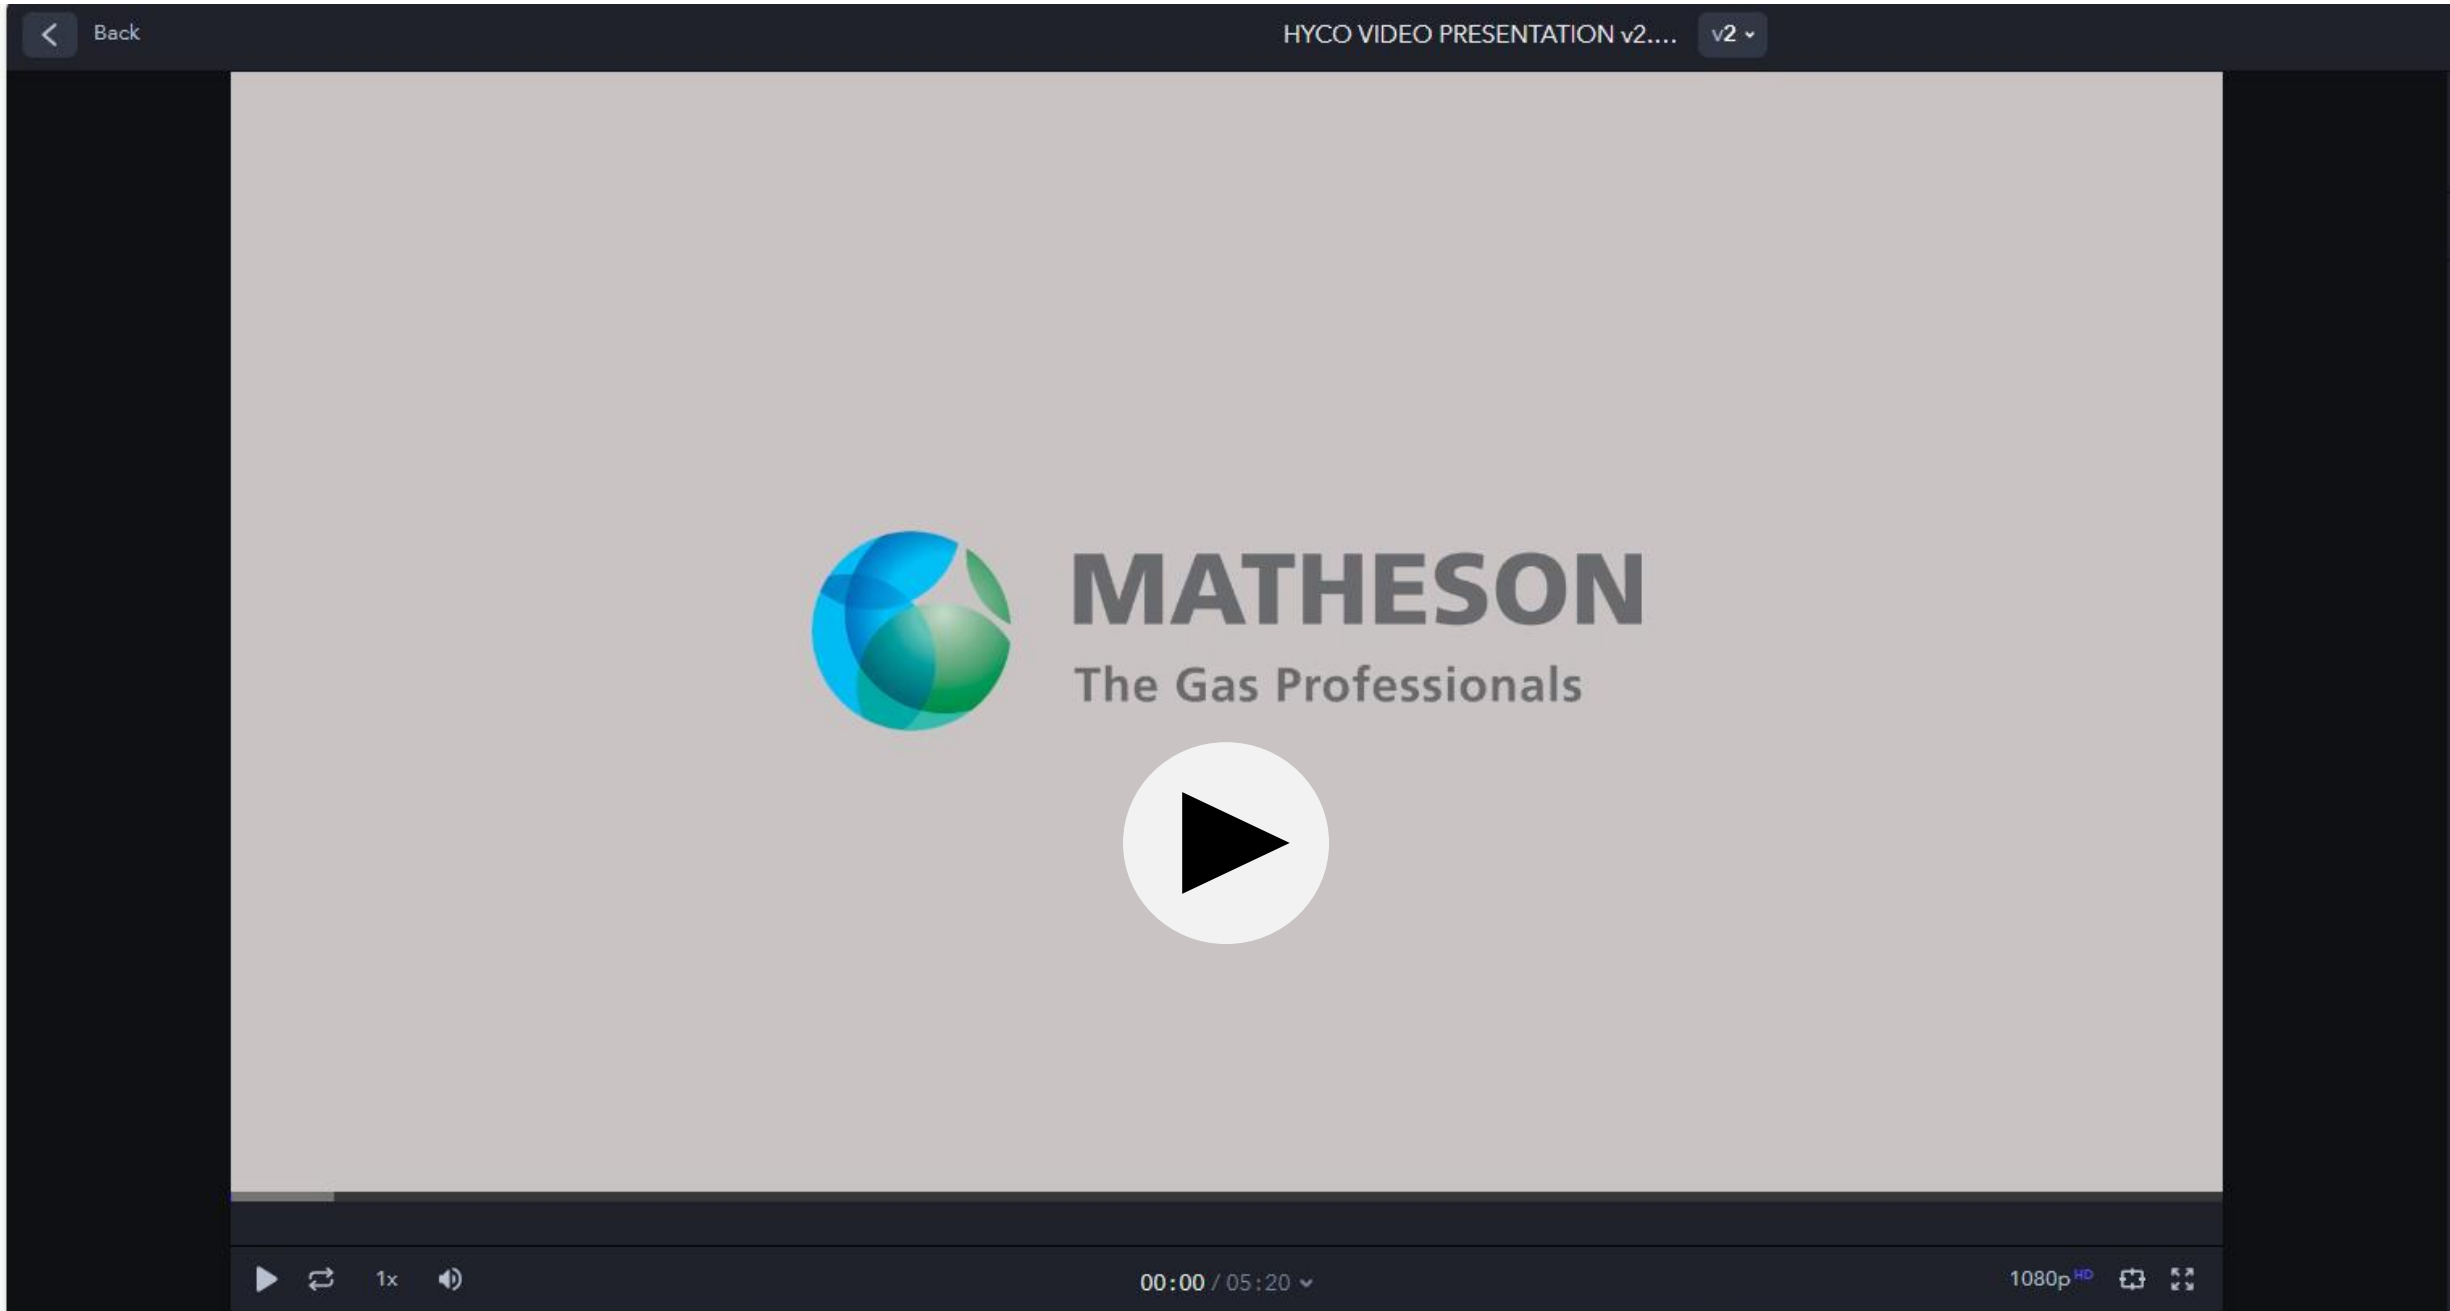 Back
HYCO VIDEO PRESENTATION v2....
v2
MATHESON
The Gas Professionals
1x
00:00 / 05:20
1080p HD